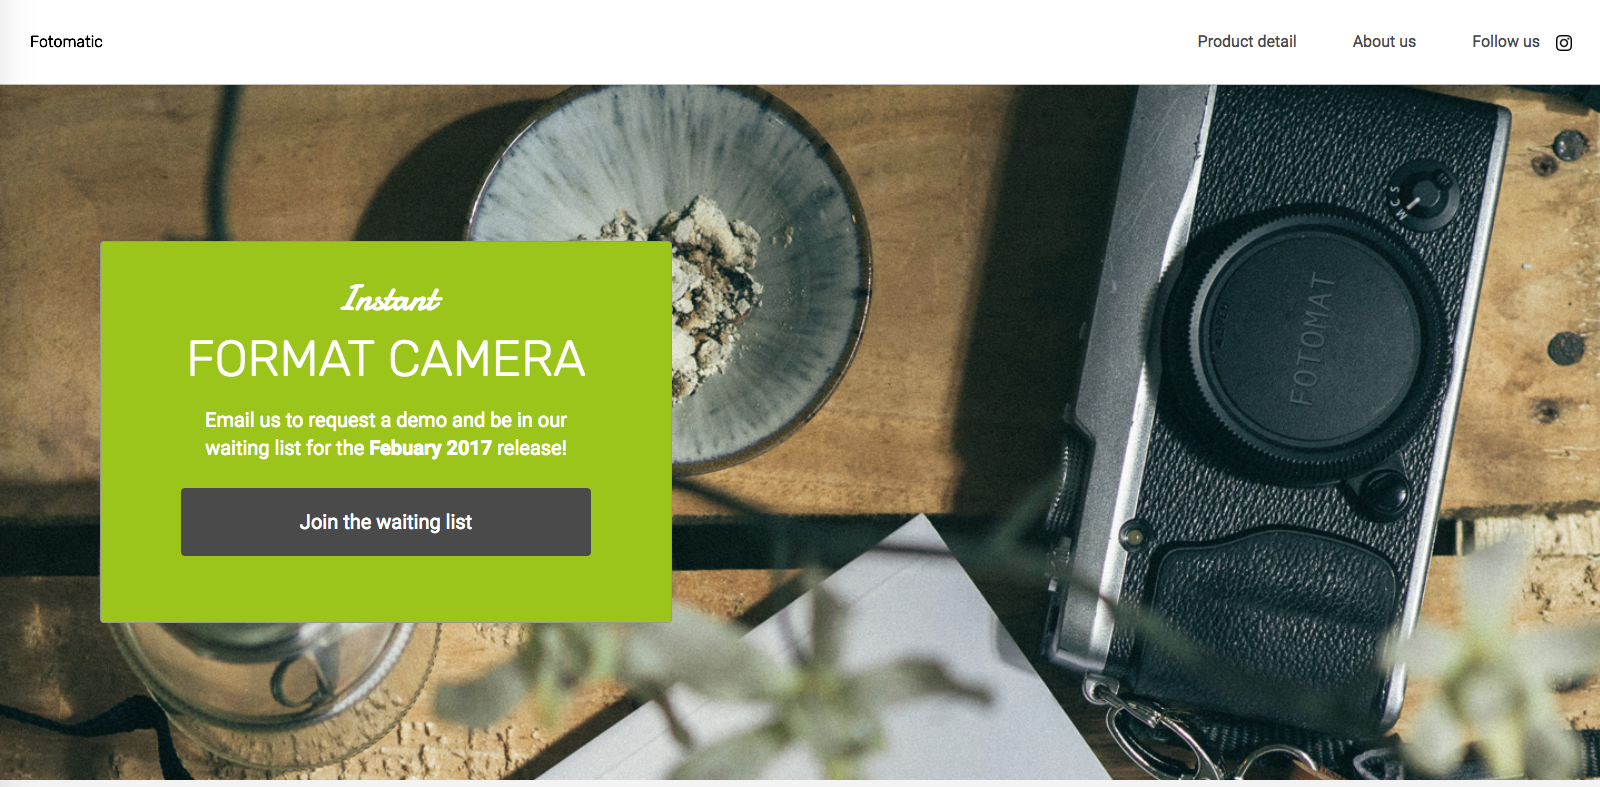 Fotomatic
Product detail
About us
Follow us
Instant
FORMAT CAMERA
Email us to request a demo and be in our
waiting list for the Febuary 2017 release!
Join the waiting list
FOTOMAT
M C S